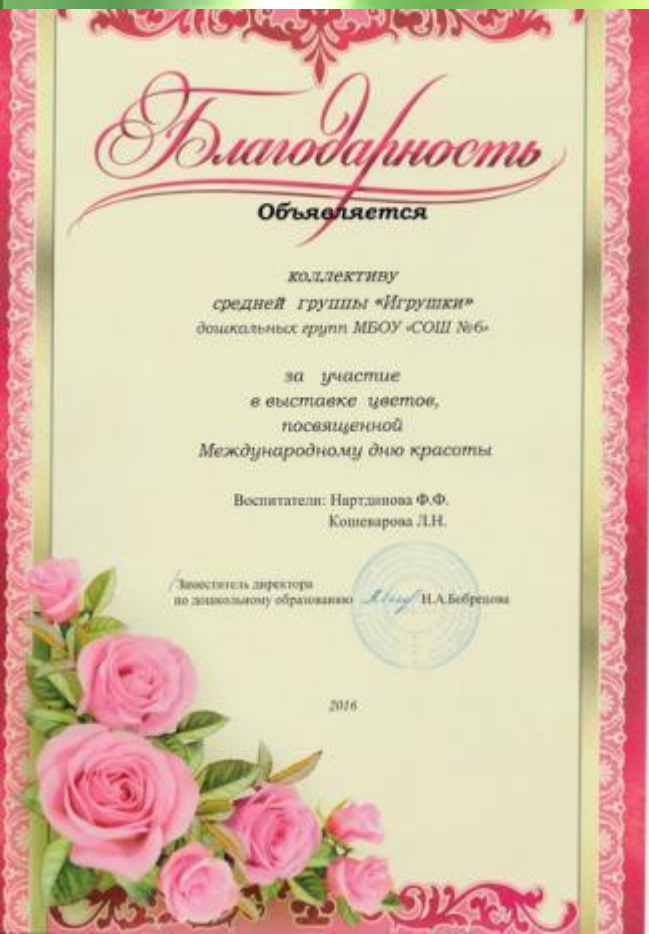 Благодарность
Объявляется
коллективу
средней группы «Игрушки»
дошкольных групп МБОУ «СОШ №6»
за участие
в выставке цветов,
посвященной
Международному дню красоты
Воспитатели: Нартдинова Ф.Ф.
Кошеварова Л.Н.
Заместитель директора
по дошкольному образованию Н.А.Бобренова
2016